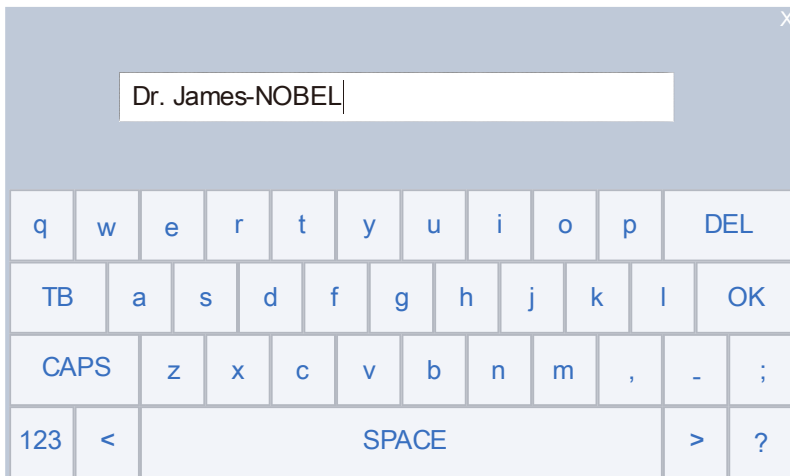 X
Dr. James-NOBEL
q w e r t y u i o p DEL
TB a s d f g h j k l OK
CAPS z x c v b n m , - ;
123 < SPACE > ?